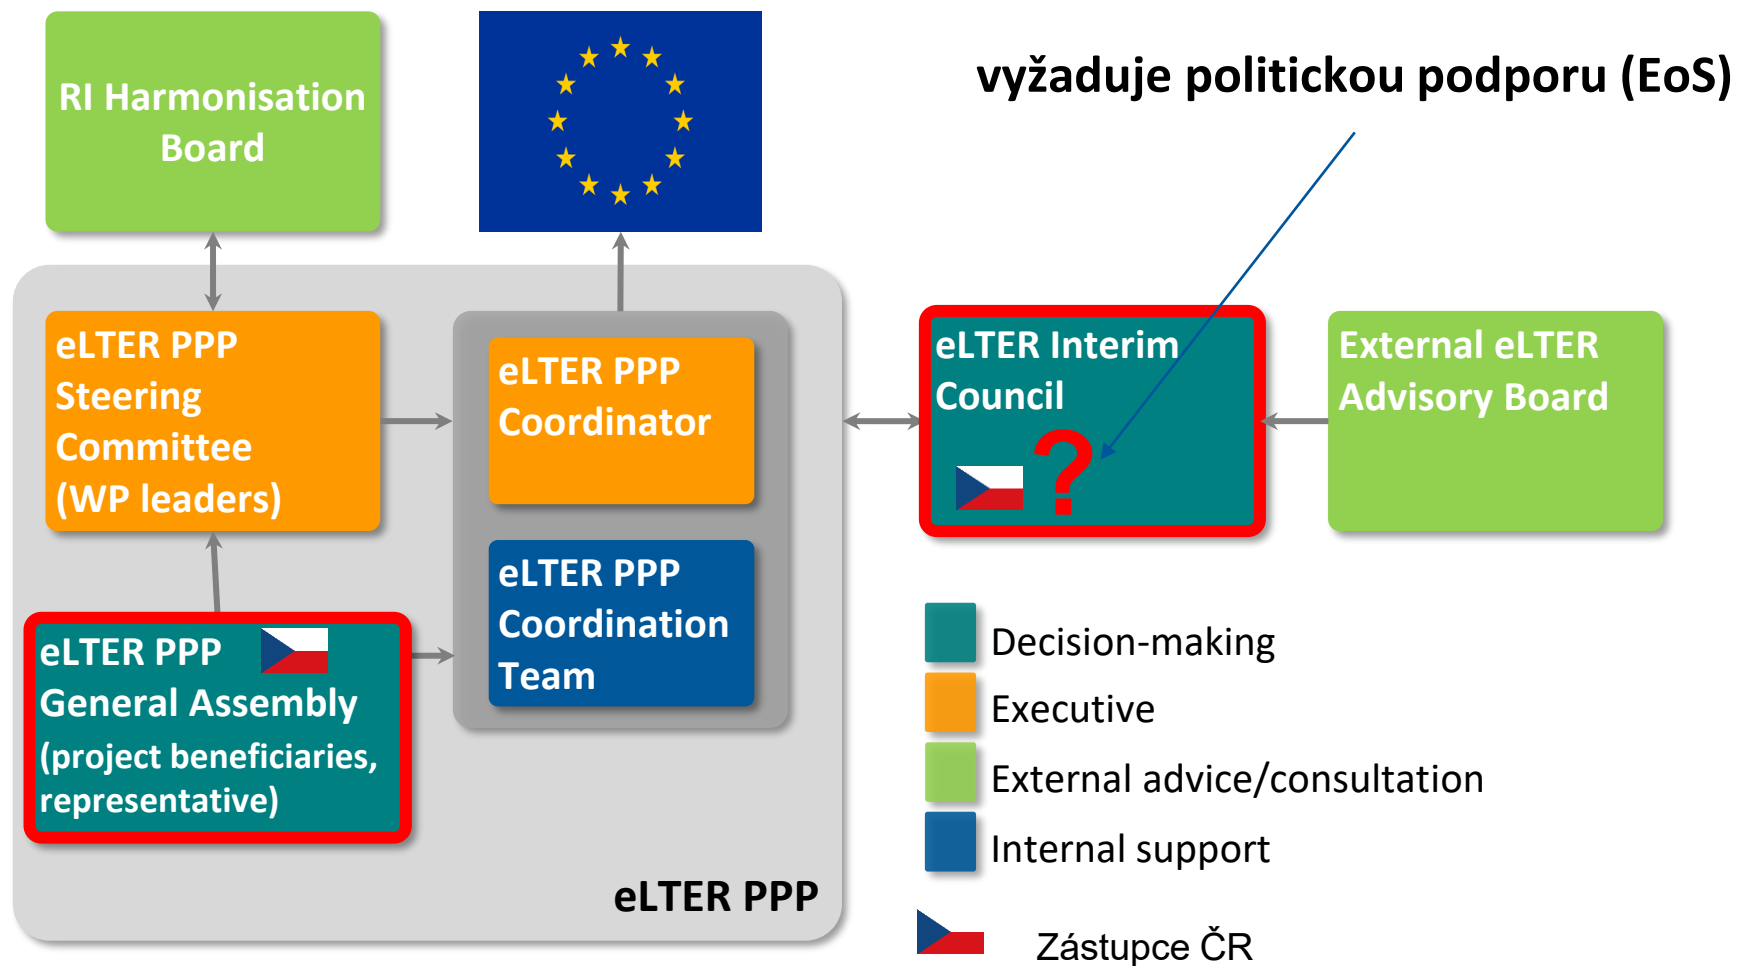 RI Harmonisation
Board
vyžaduje politickou podporu (EoS)
eLTER PPP
Steering
Committee
(WP leaders)
eLTER PPP
Coordinator
eLTER PPP
Coordination
Team
eLTER PPP
General Assembly
(project beneficiaries,
representative)
eLTER PPP
eLTER Interim
Council
?
External eLTER
Advisory Board
Decision-making
Executive
External advice/consultation
Internal support
Zástupce ČR